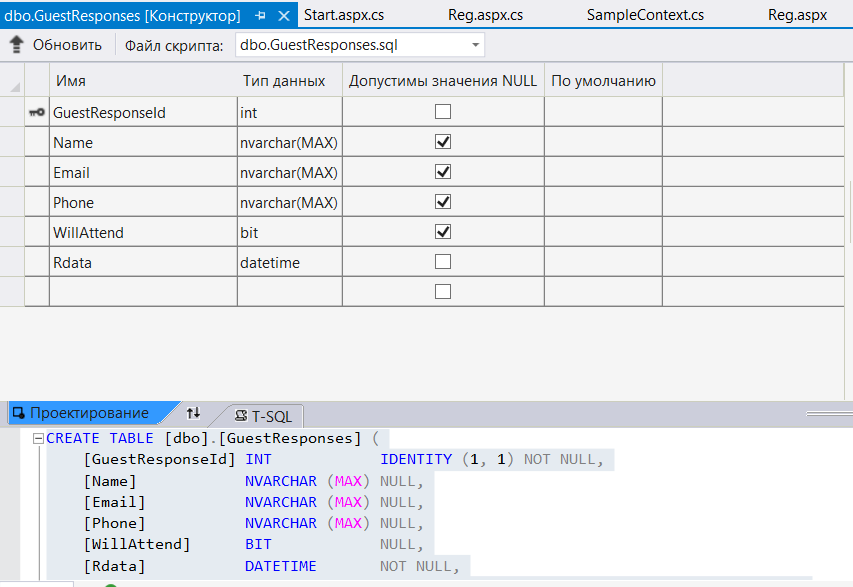 dbo.GuestResponses [Конструктор] Start.aspx.cs Reg.aspx.cs SampleContext.cs Reg.aspx
Обновить Файл скрипта: dbo.GuestResponses.sql
Имя Тип данных Допустимы значения NULL По умолчанию
GuestResponseId int
Name nvarchar(MAX)
Email nvarchar(MAX)
Phone nvarchar(MAX)
WillAttend bit
Rdata datetime
Проектирование T-SQL
CREATE TABLE [dbo].[GuestResponses] (
[GuestResponseId] INT IDENTITY (1, 1) NOT NULL,
[Name] NVARCHAR (MAX) NULL,
[Email] NVARCHAR (MAX) NULL,
[Phone] NVARCHAR (MAX) NULL,
[WillAttend] BIT NULL,
[Rdata] DATETIME NOT NULL,